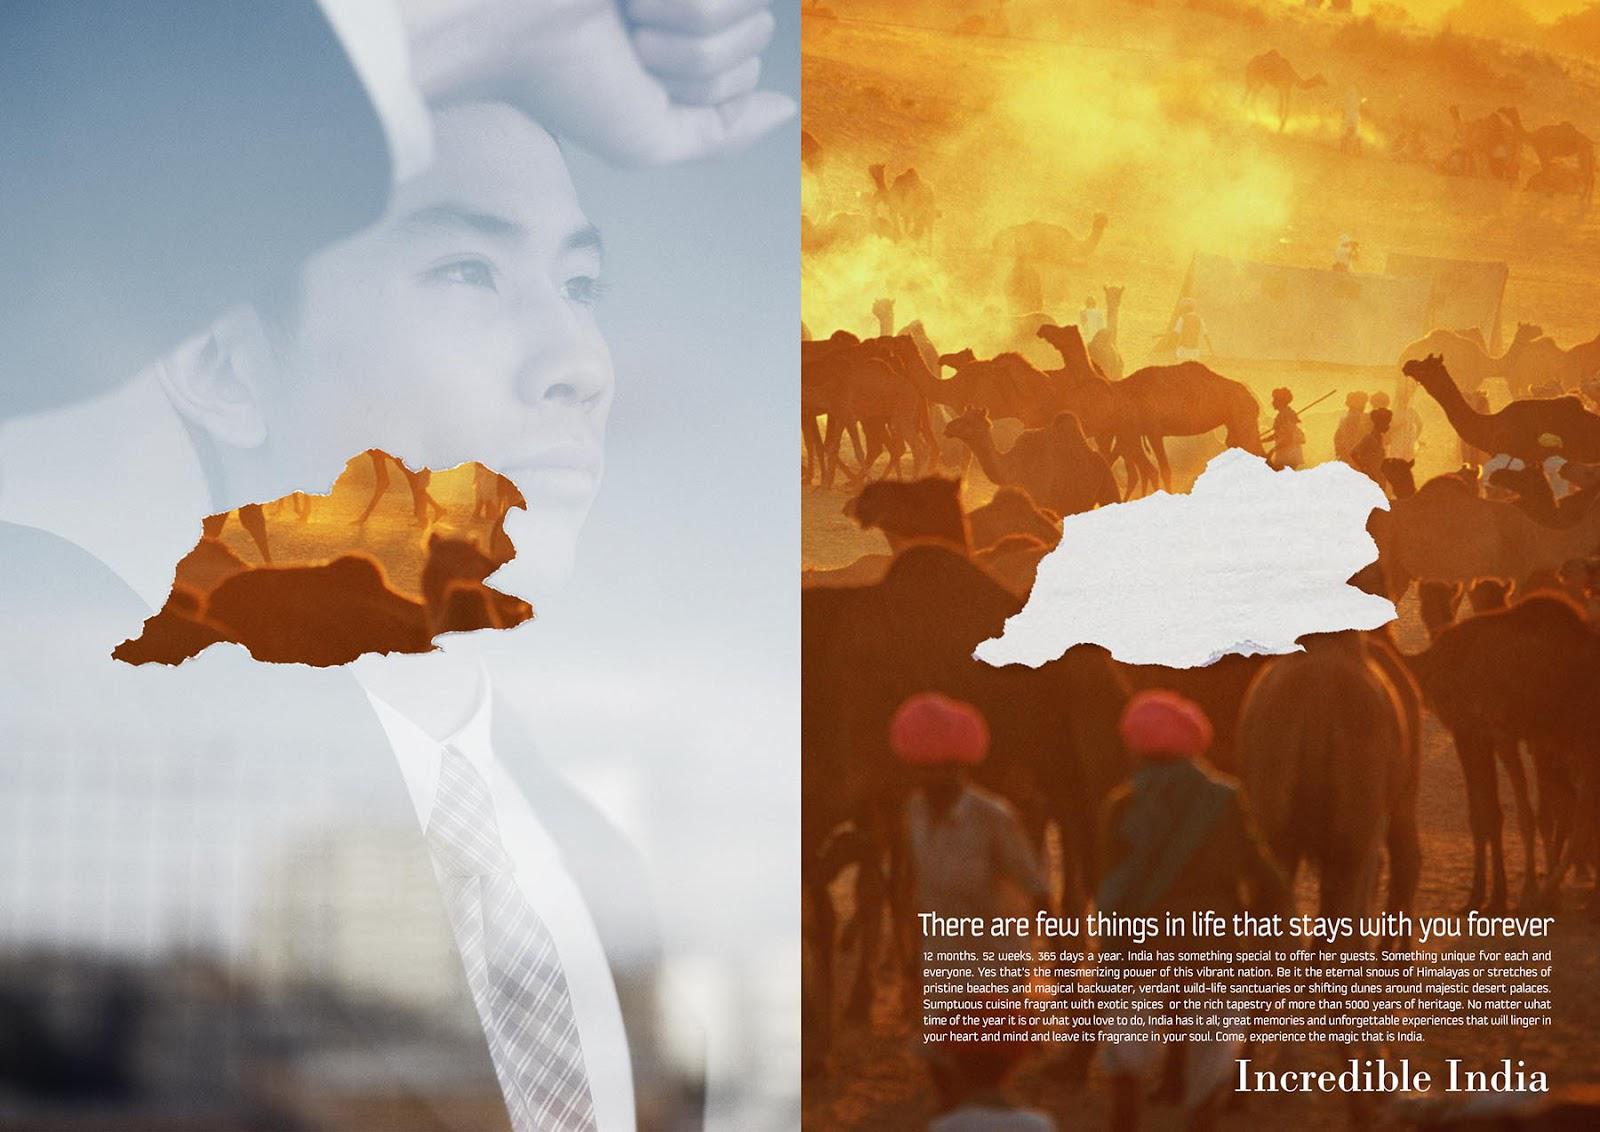 There are few things in life that stays with you forever
12 months. 52 weeks. 365 days a year. India has something special to offer her guests. Something unique fvor each and
everyone. Yes that's the mesmerizing power of this vibrant nation. Be it the eternal snows of Himalayas or stretches of
pristine beaches and magical backwater, verdant wild-life sanctuaries or shifting dunes around majestic desert palaces.
Sumptuous cuisine fragrant with exotic spices or the rich tapestry of more than 5000 years of heritage. No matter what
time of the year it is or what you love to do, India has it all; great memories and unforgettable experiences that will linger in
your heart and mind and leave its fragrance in your soul. Come, experience the magic that is India.
Incredible India